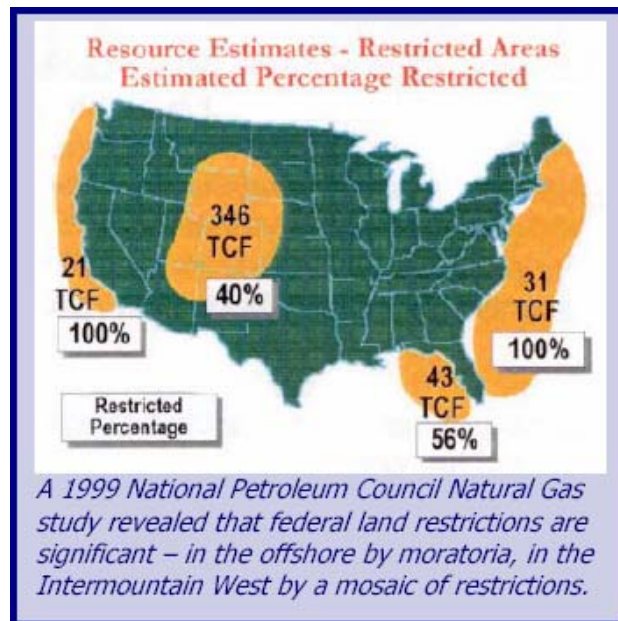 Resource Estimates - Restricted Areas
Estimated Percentage Restricted
346
TCF
40%
21
TCF
100%
31
TCF
100%
43
TCF
56%
Restricted
Percentage
A 1999 National Petroleum Council Natural Gas
study revealed that federal land restrictions are
significant – in the offshore by moratoria, in the
Intermountain West by a mosaic of restrictions.